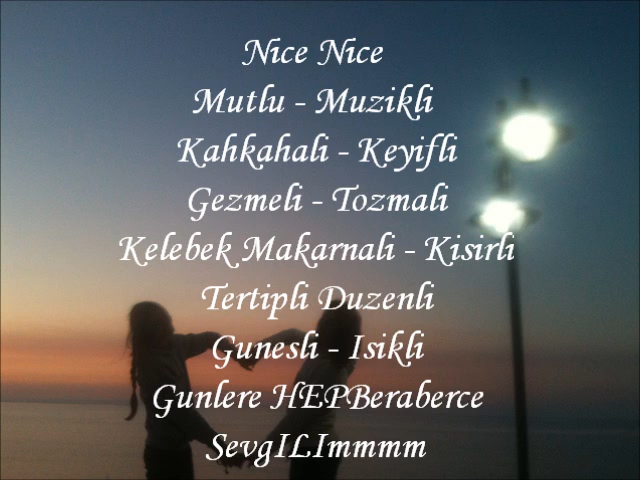 Nice Nice
Mutlu - Muzikli
Kahkahali - Keyifli
Gezmeli - Tozmali
Kelebek Makarnali - Kisirli
Tertipli Duzenli
Gunesli - Isikli
Gunlere HEPBeraberce
SevgILImmmm